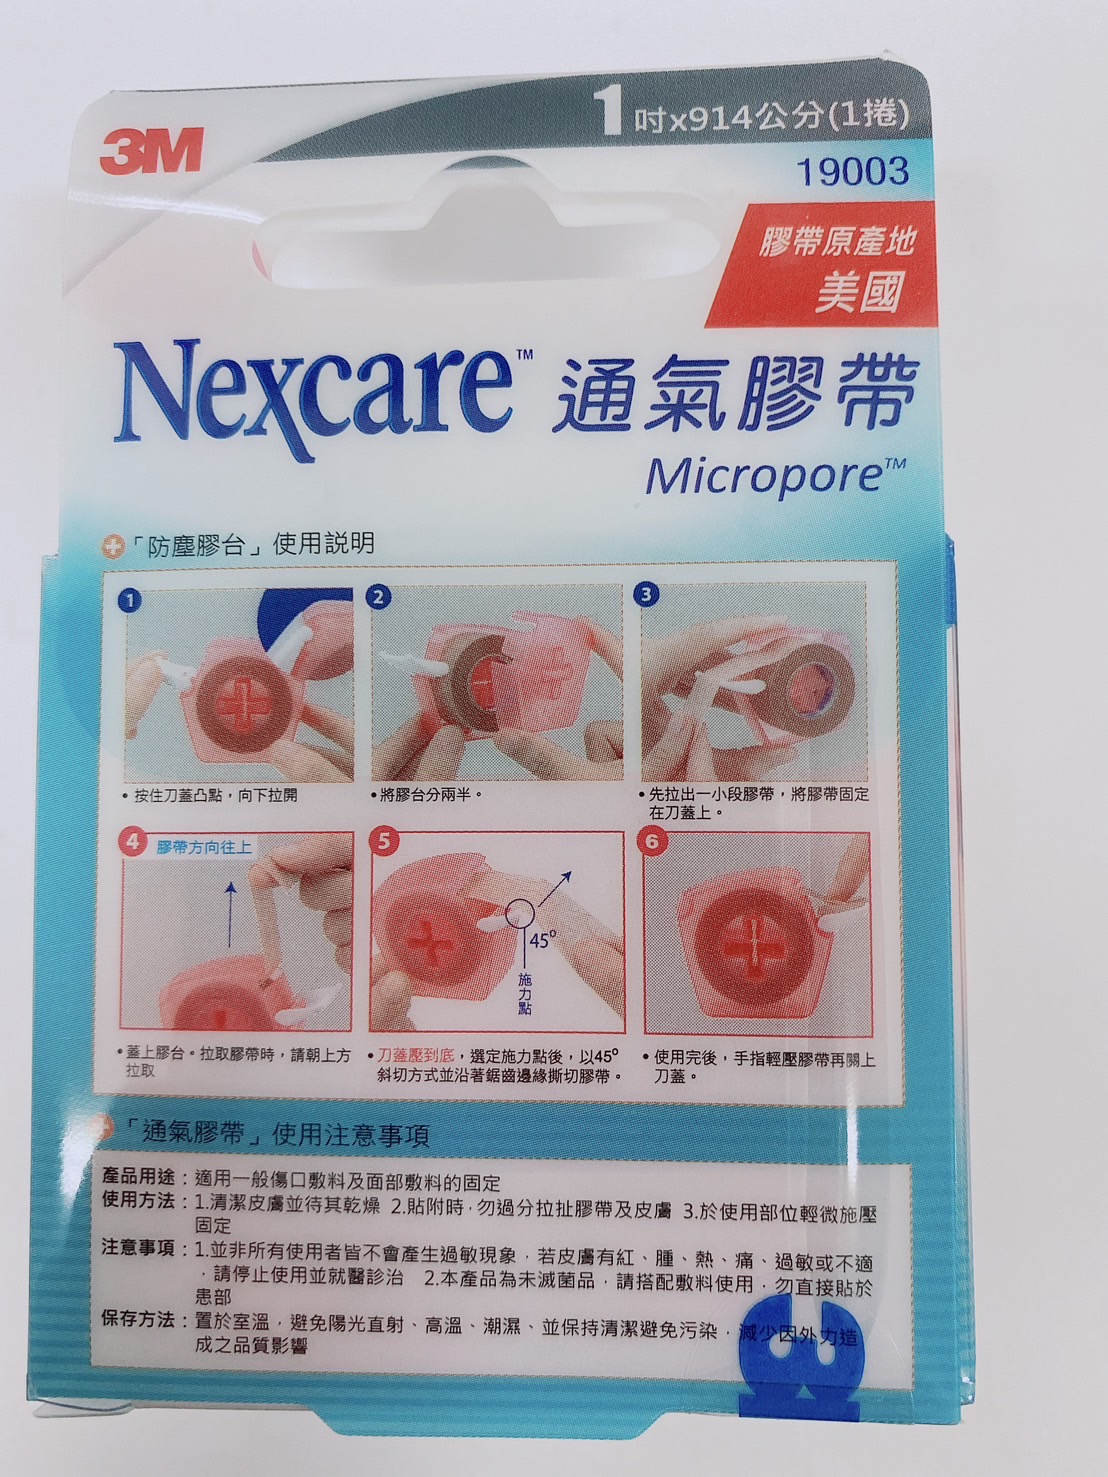 3M
1吋x914公分(1捲)
19003
膠帶原產地
美國
Nexcare™ 通氣膠帶
Micropore™
「防塵膠台」使用說明
1
2
3
• 按住刀蓋凸點，向下拉開
• 將膠台分兩半。
• 先拉出一小段膠帶，將膠帶固定
在刀蓋上。
4 膠帶方向往上
5
45°
施力點
6
• 蓋上膠台。拉取膠帶時，請朝上方
拉取
• 刀蓋壓到底，選定施力點後，以45°
斜切方式並沿著鋸齒邊緣撕切膠帶。
• 使用完後，手指輕壓膠帶再關上
刀蓋。
「通氣膠帶」使用注意事項
產品用途：適用一般傷口敷料及面部敷料的固定
使用方法：1.清潔皮膚並待其乾燥 2.貼附時，勿過分拉扯膠帶及皮膚 3.於使用部位輕微施壓
固定
注意事項：1.並非所有使用者皆不會產生過敏現象，若皮膚有紅、腫、熱、痛、過敏或不適
，請停止使用並就醫診治 2.本產品為未滅菌品，請搭配敷料使用，勿直接貼於
患部
保存方法：置於室溫，避免陽光直射、高溫、潮濕、並保持清潔避免污染，減少因外力造
成之品質影響